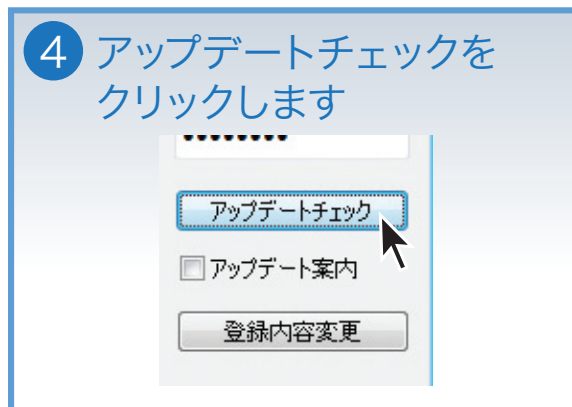 4 アップデートチェックを
クリックします
アップデートチェック
アップデート案内
登録内容変更